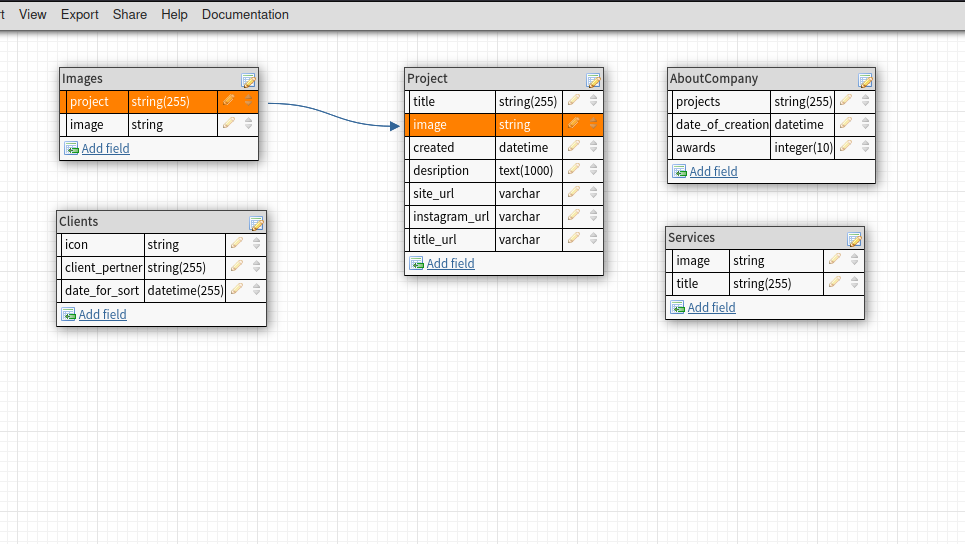 t View Export Share Help Documentation
Images
project string(255)
image string
Add field
Project
title string(255)
image string
created datetime
desription text(1000)
site_url varchar
instagram_url varchar
title_url varchar
Add field
AboutCompany
projects string(255)
date_of_creation datetime
awards integer(10)
Add field
Clients
icon string
client_pertner string(255)
date_for_sort datetime(255)
Add field
Services
image string
title string(255)
Add field